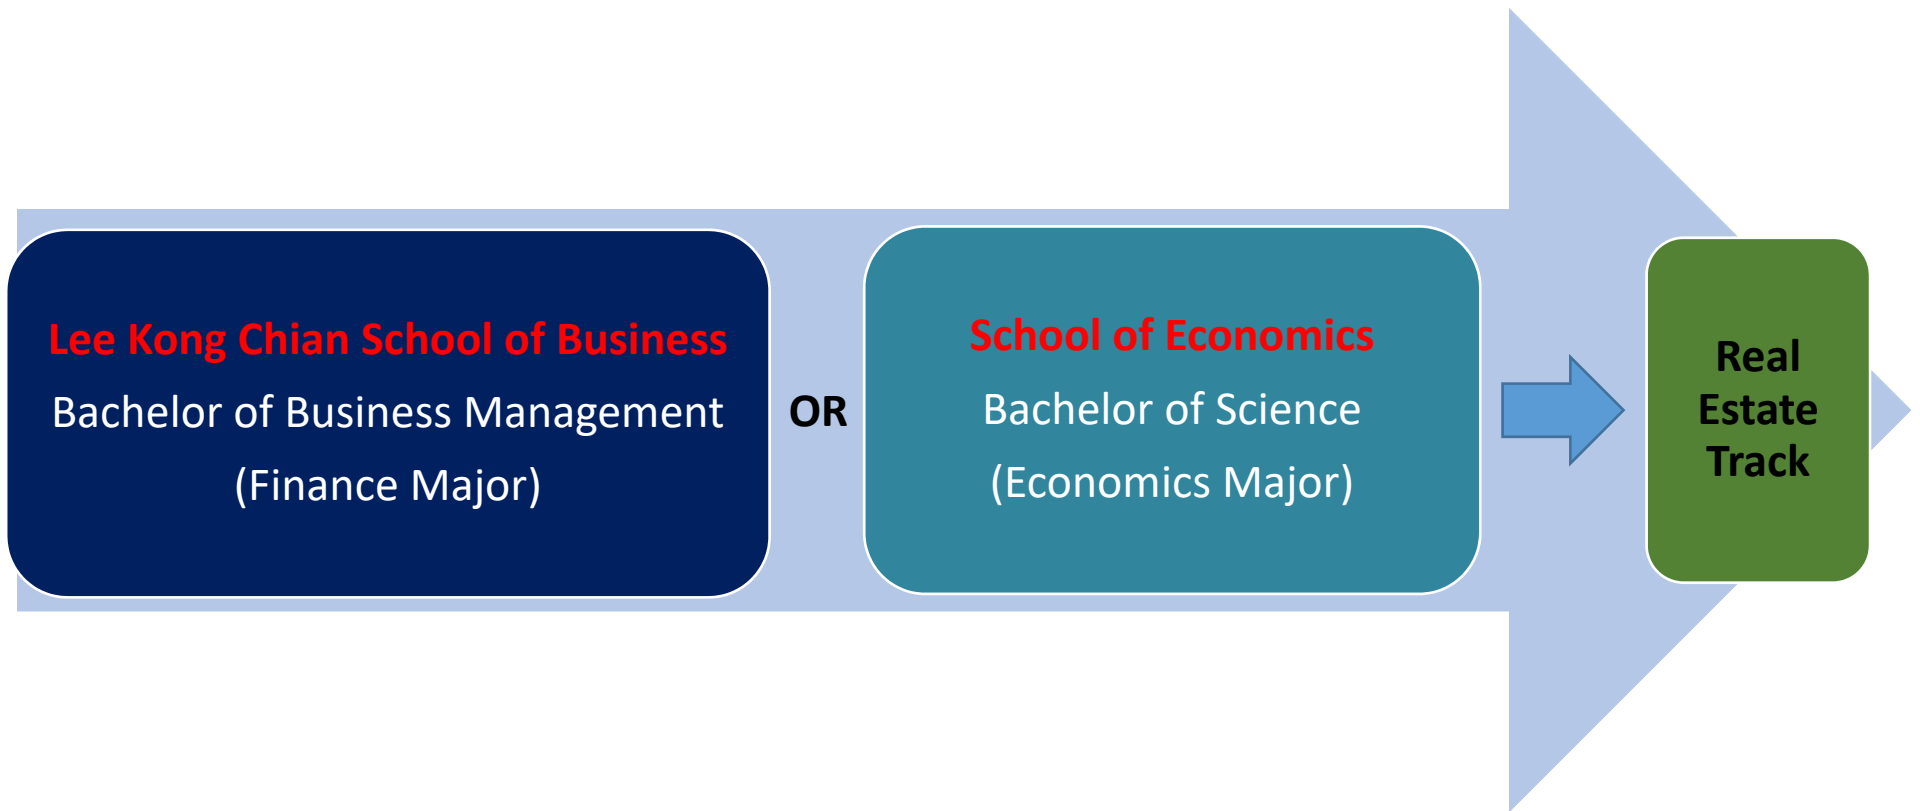 Lee Kong Chian School of Business
Bachelor of Business Management
(Finance Major)
OR
School of Economics
Bachelor of Science
(Economics Major)
Real
Estate
Track